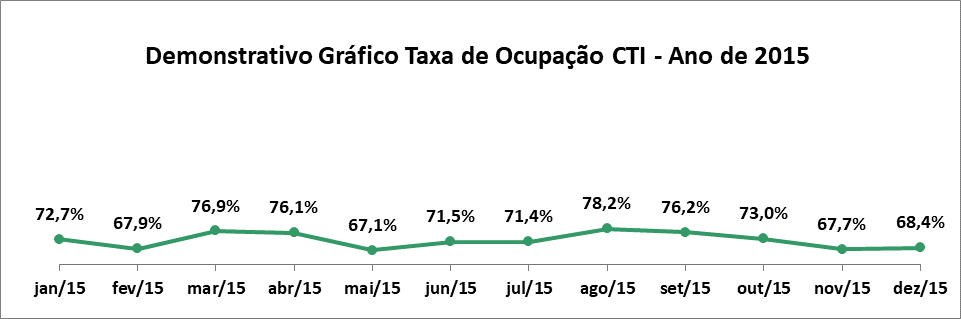 Demonstrativo Gráfico Taxa de Ocupação CTI - Ano de 2015
72,7% 67,9% 76,9% 76,1% 67,1% 71,5% 71,4% 78,2% 76,2% 73,0% 67,7% 68,4%
jan/15 fev/15 mar/15 abr/15 mai/15 jun/15 jul/15 ago/15 set/15 out/15 nov/15 dez/15